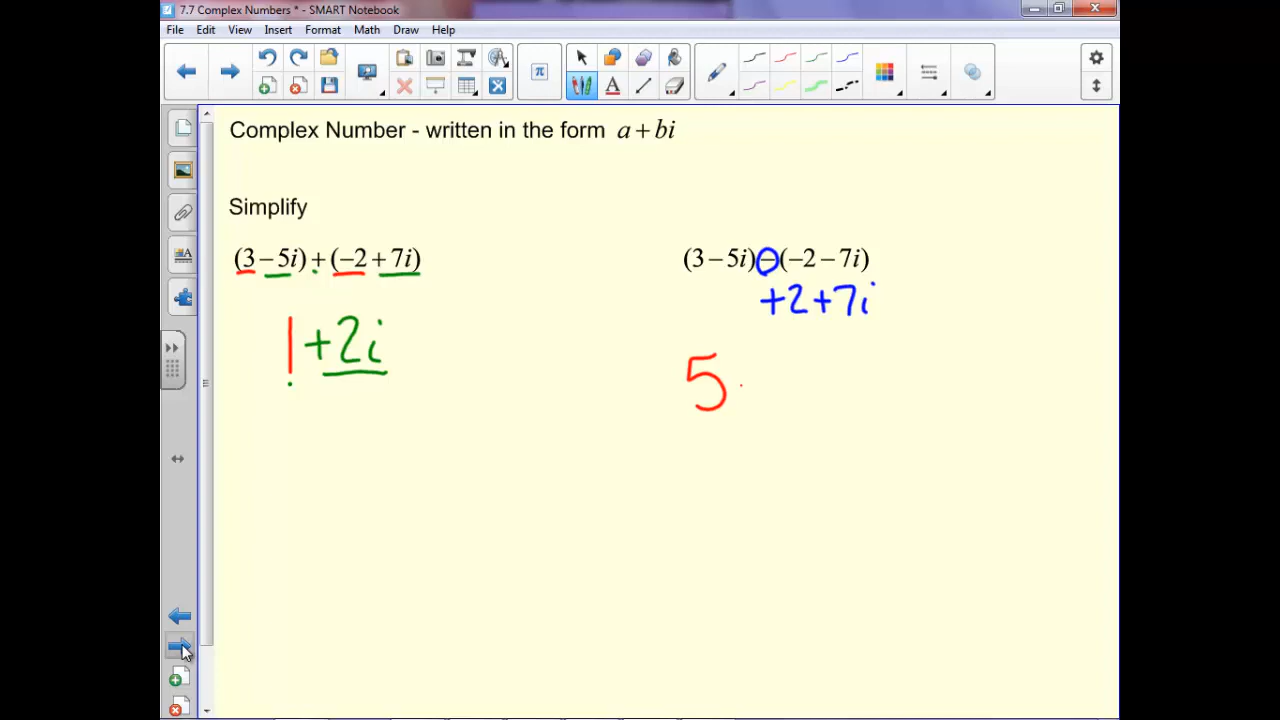 7.7 Complex Numbers * - SMART Notebook
File Edit View Insert Format Math Draw Help
π
A
Complex Number - written in the form a + bi
Simplify
(3 − 5i) + (−2 + 7i)
(3 − 5i) − (−2 − 7i)
+2+7i
1+2i
5